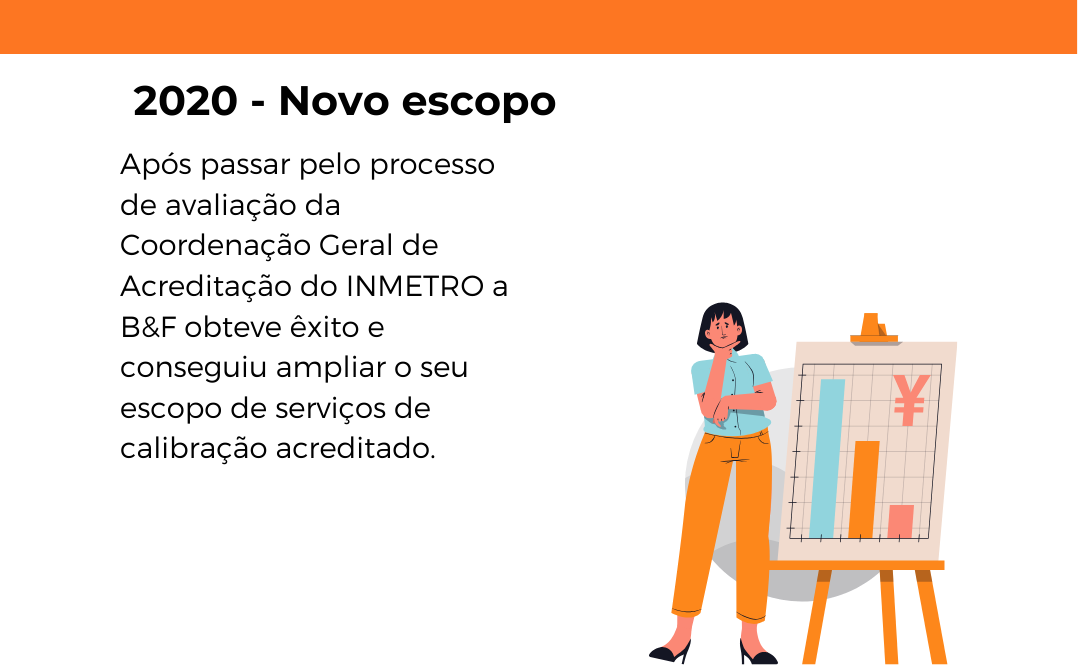 2020 - Novo escopo
Após passar pelo processo
de avaliação da
Coordenação Geral de
Acreditação do INMETRO a
B&F obteve êxito e
conseguiu ampliar o seu
escopo de serviços de
calibração acreditado.
¥